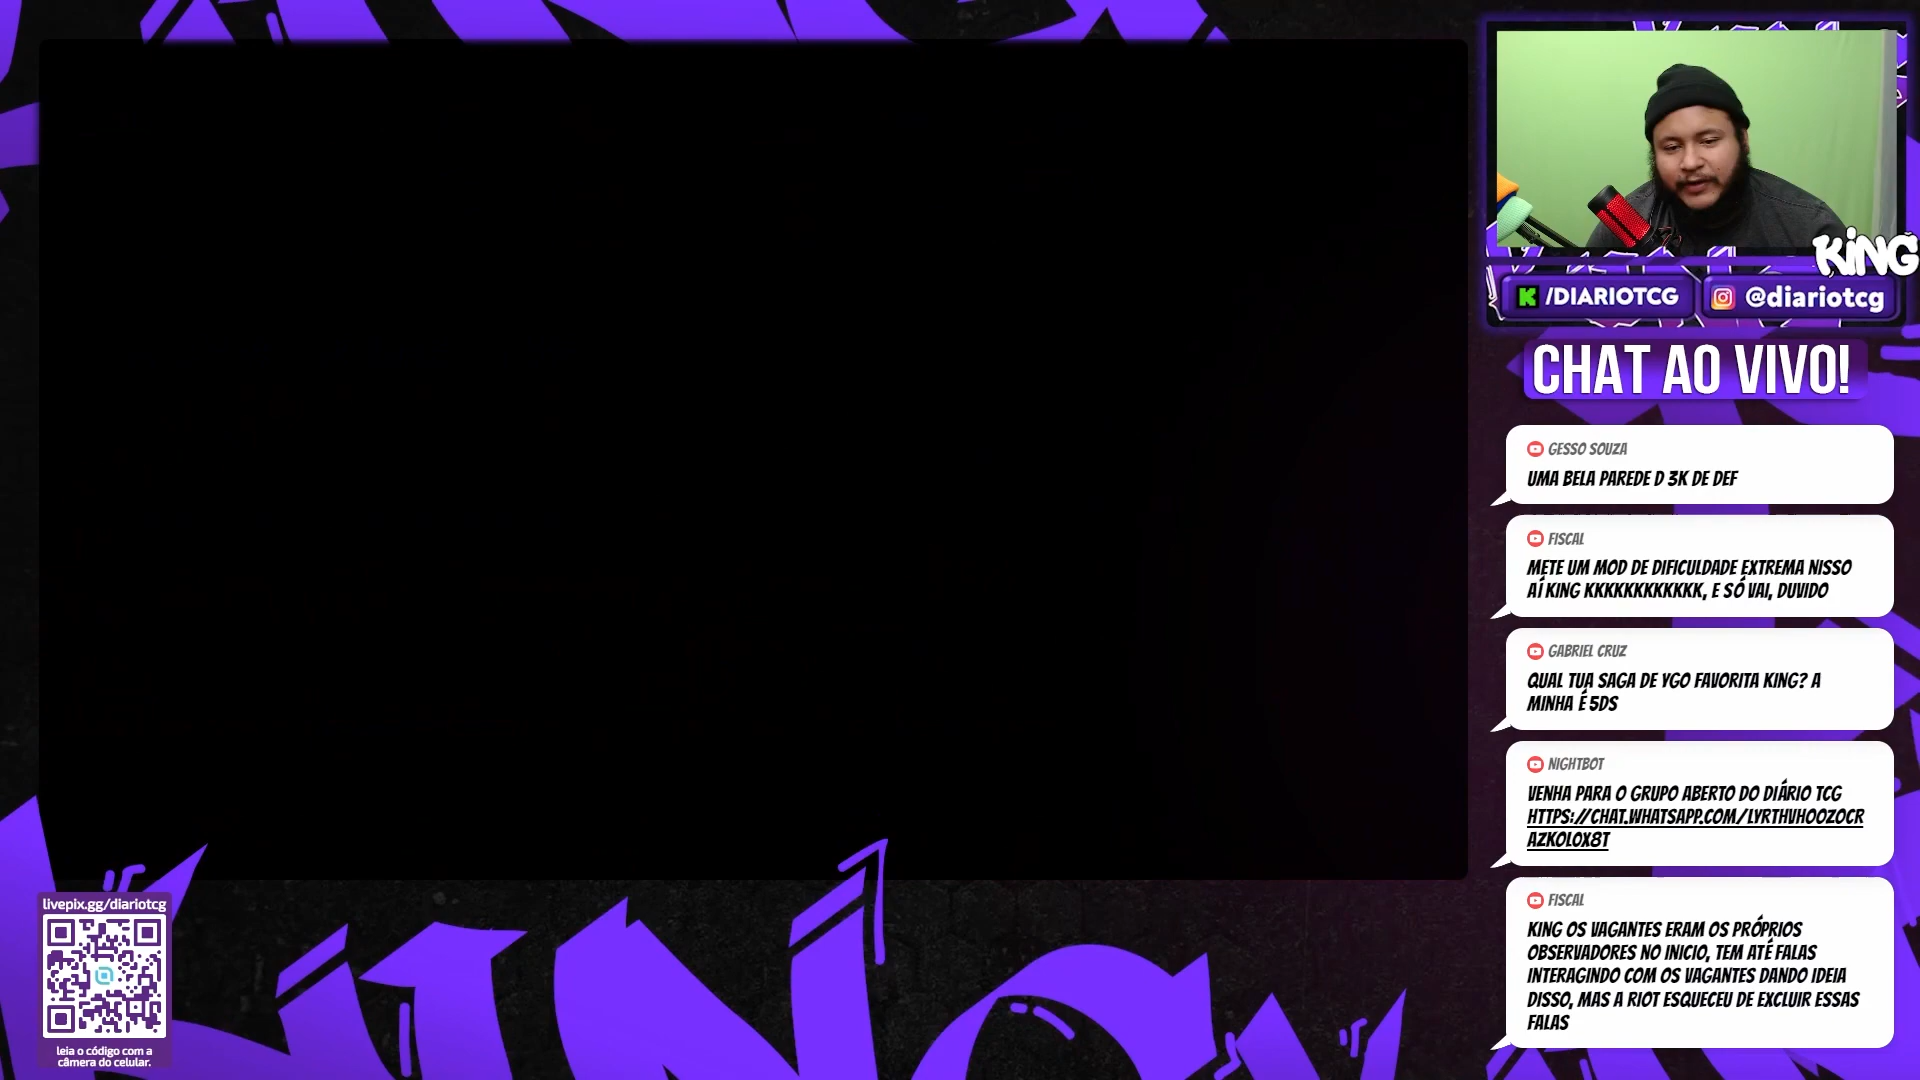 KING
/DIARIOTCG
@diariotcg
CHAT AO VIVO!
GESSO SOUZA
UMA BELA PAREDE D 3K DE DEF
FISCAL
METE UM MOD DE DIFICULDADE EXTREMA NISSO
AÍ KING KKKKKKKKKKKK, E SÓ VAI, DUVIDO
GABRIEL CRUZ
QUAL TUA SAGA DE YGO FAVORITA KING? A
MINHA É 5DS
NIGHTBOT
VENHA PARA O GRUPO ABERTO DO DIÁRIO TCG
HTTPS://CHAT.WHATSAPP.COM/LYRTHVHOOZOCR
AZKOLOX8T
FISCAL
KING OS VAGANTES ERAM OS PRÓPRIOS
OBSERVADORES NO INICIO, TEM ATÉ FALAS
INTERAGINDO COM OS VAGANTES DANDO IDEIA
DISSO, MAS A RIOT ESQUECEU DE EXCLUIR ESSAS
FALAS
livepix.gg/diariotcg
leia o código com a
câmera do celular.